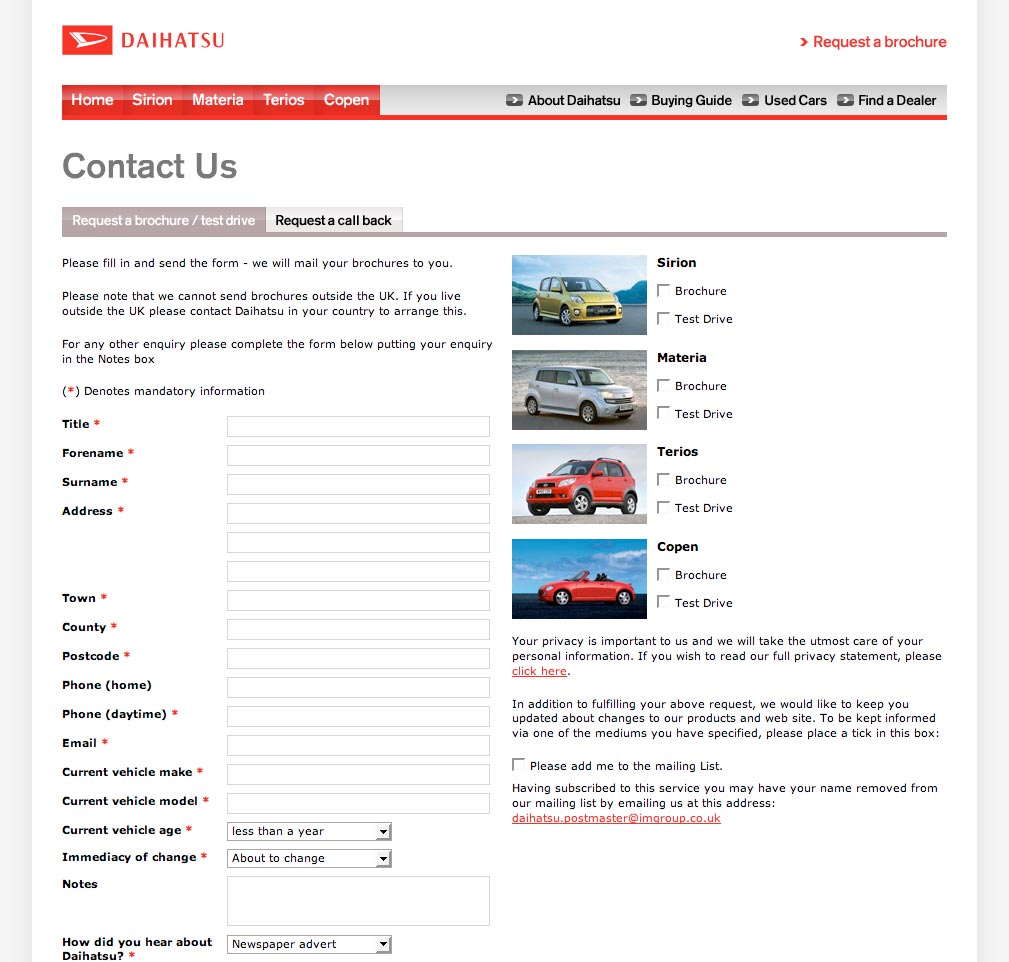 DAIHATSU
Request a brochure
Home Sirion Materia Terios Copen
About Daihatsu Buying Guide Used Cars Find a Dealer
Contact Us
Request a brochure / test drive Request a call back
Please fill in and send the form - we will mail your brochures to you.
Please note that we cannot send brochures outside the UK. If you live
outside the UK please contact Daihatsu in your country to arrange this.
For any other enquiry please complete the form below putting your enquiry
in the Notes box
(*) Denotes mandatory information
Title *
Forename *
Surname *
Address *
Town *
County *
Postcode *
Phone (home)
Phone (daytime) *
Email *
Current vehicle make *
Current vehicle model *
Current vehicle age * less than a year
Immediacy of change * About to change
Notes
How did you hear about
Daihatsu? * Newspaper advert
Sirion
Brochure
Test Drive
Materia
Brochure
Test Drive
Terios
Brochure
Test Drive
Copen
Brochure
Test Drive
Your privacy is important to us and we will take the utmost care of your
personal information. If you wish to read our full privacy statement, please
click here.
In addition to fulfilling your above request, we would like to keep you
updated about changes to our products and web site. To be kept informed
via one of the mediums you have specified, please place a tick in this box:
Please add me to the mailing List.
Having subscribed to this service you may have your name removed from
our mailing list by emailing us at this address:
daihatsu.postmaster@imgroup.co.uk